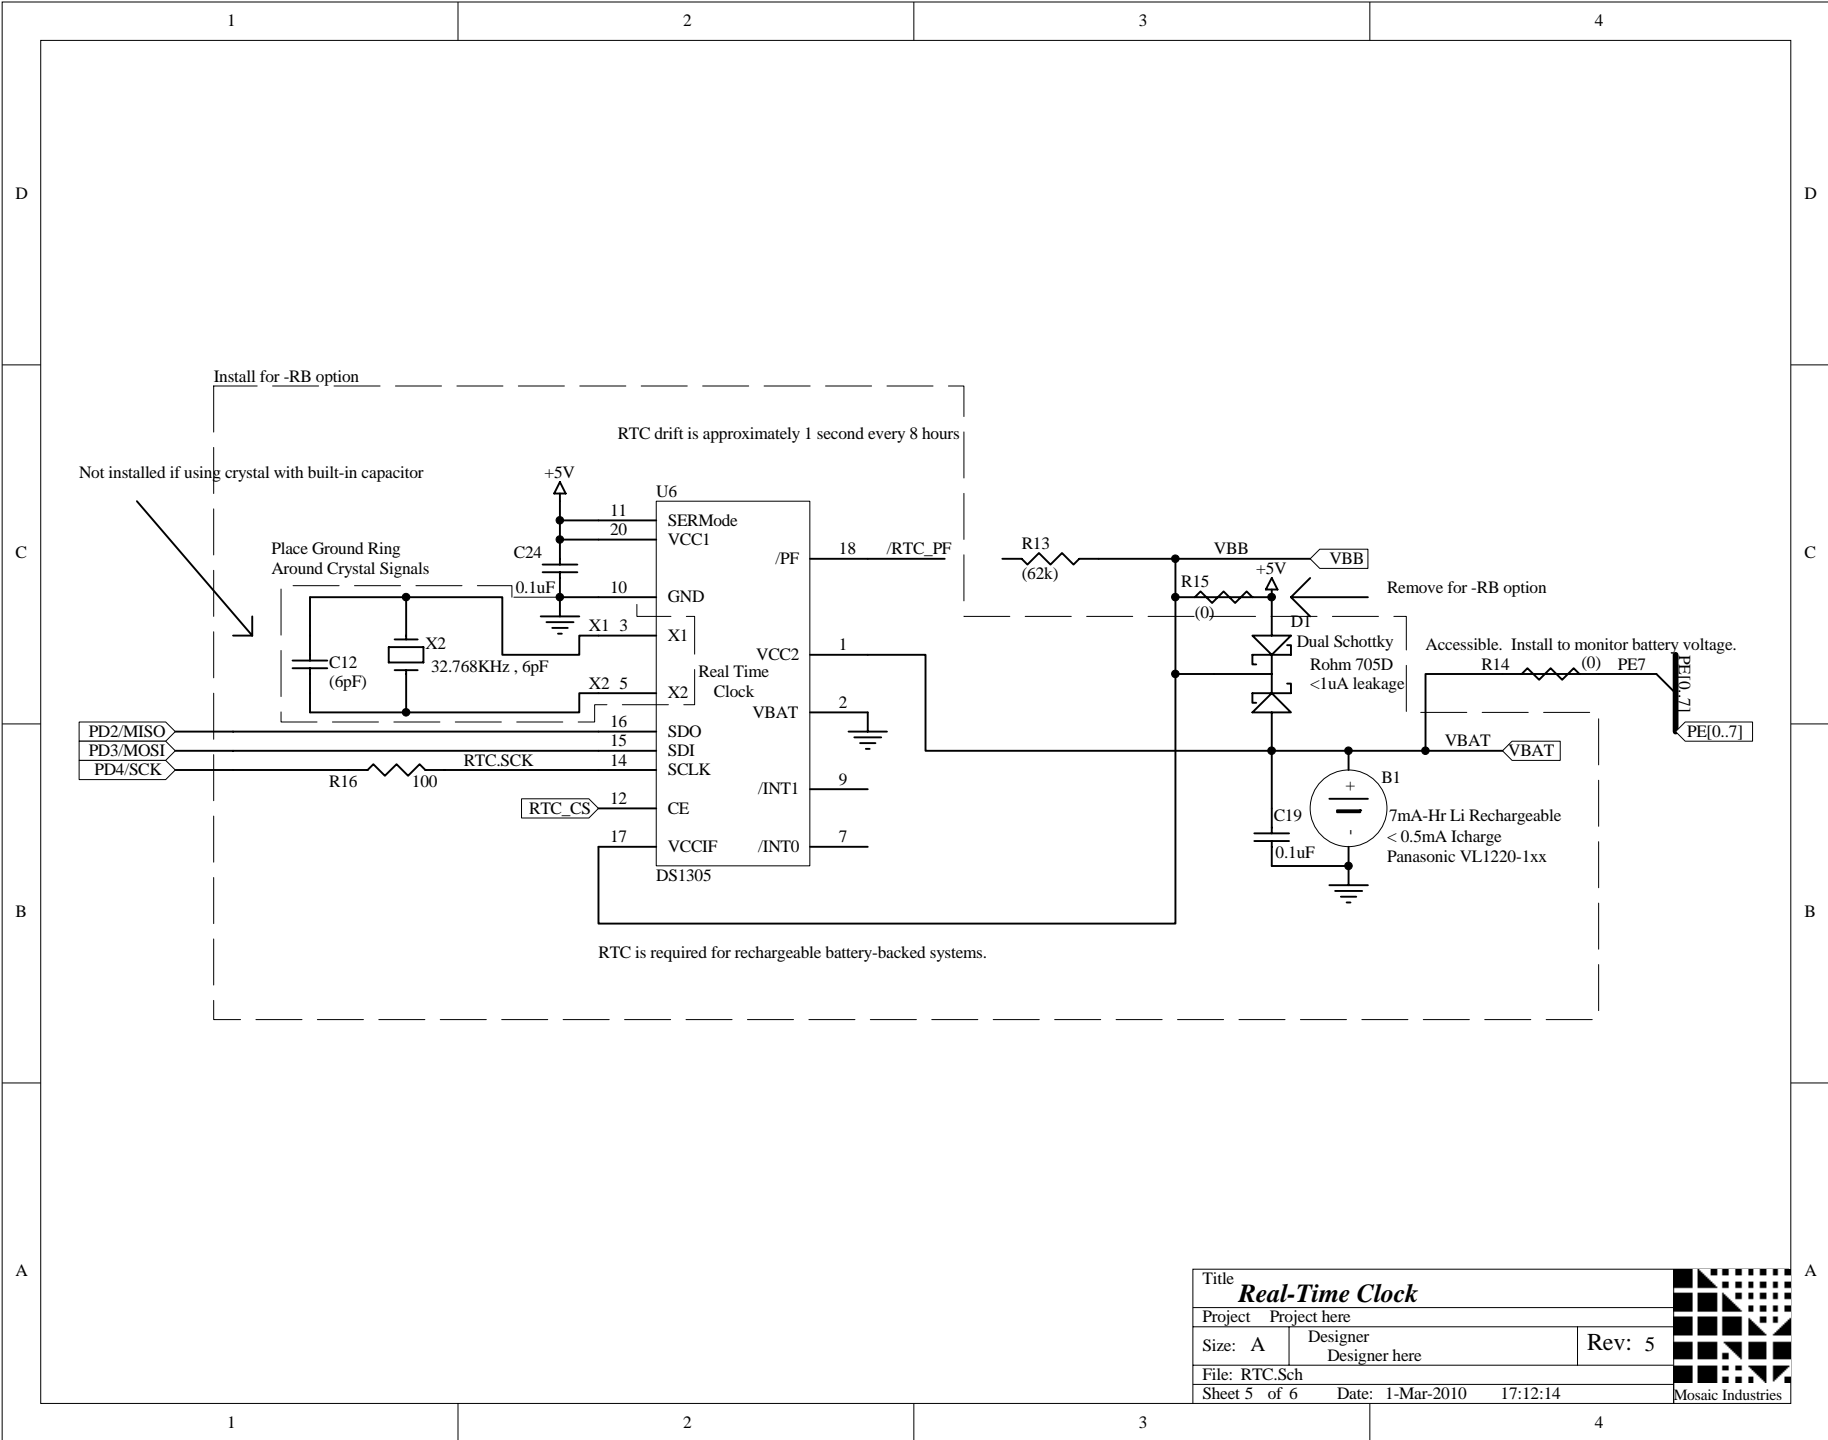 1 2 3 4
D D
Install for -RB option
RTC drift is approximately 1 second every 8 hours
Not installed if using crystal with built-in capacitor
+5V
U6
11 SERMode
20 VCC1
C C
Place Ground Ring
Around Crystal Signals
C24
0.1uF
/PF 18 /RTC_PF
R13
(62k)
VBB VBB
+5V
R15
(0)
Remove for -RB option
10 GND
X1 3 X1
X2
32.768KHz , 6pF
C12
(6pF)
VCC2 1
D1
Dual Schottky
Rohm 705D
<1uA leakage
Accessible. Install to monitor battery voltage.
R14 (0) PE7
PE[0..7]
PE[0..7]
Real Time
Clock
X2 5 X2
VBAT 2
PD2/MISO 16 SDO
PD3/MOSI 15 SDI
PD4/SCK R16 100 RTC.SCK 14 SCLK
VBAT VBAT
/INT1 9
RTC_CS 12 CE
17 VCCIF
/INT0 7
DS1305
C19
0.1uF
B1
+
-
7mA-Hr Li Rechargeable
< 0.5mA Icharge
Panasonic VL1220-1xx
B B
RTC is required for rechargeable battery-backed systems.
A A
Title
Real-Time Clock
Project Project here
Size: A Designer
Designer here
Rev: 5
File: RTC.Sch
Sheet 5 of 6 Date: 1-Mar-2010 17:12:14
Mosaic Industries
1 2 3 4